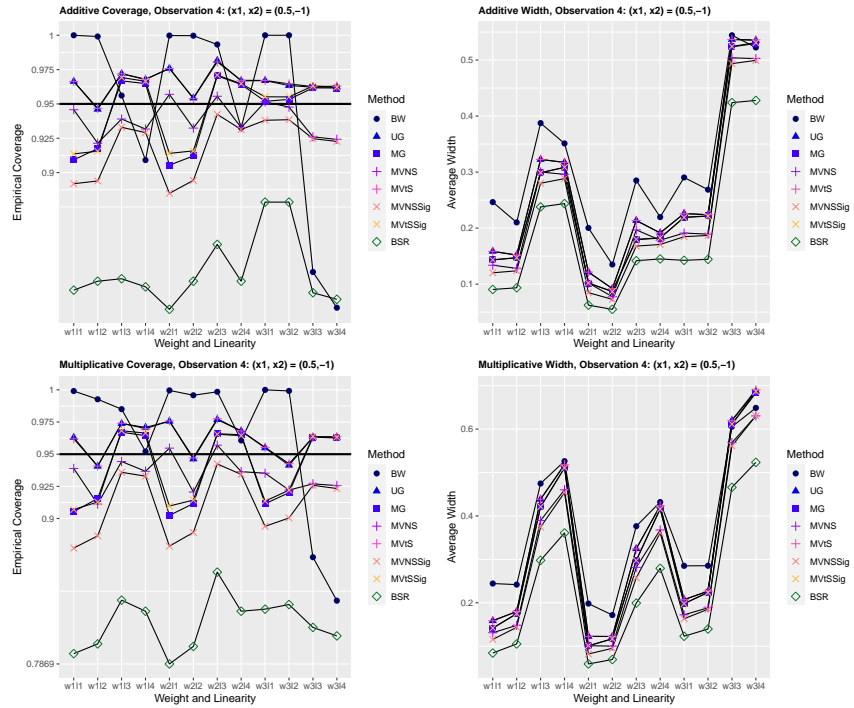 Additive Coverage, Observation 4: (x1, x2) = (0.5,−1)
Empirical Coverage
1
0.975
0.95
0.925
0.9
w1l1 w1l2 w1l3 w1l4 w2l1 w2l2 w2l3 w2l4 w3l1 w3l2 w3l3 w3l4
Weight and Linearity
Method
BW
UG
MG
MVNS
MVtS
MVNSSig
MVtSSig
BSR
Additive Width, Observation 4: (x1, x2) = (0.5,−1)
Average Width
0.5
0.4
0.3
0.2
0.1
w1l1 w1l2 w1l3 w1l4 w2l1 w2l2 w2l3 w2l4 w3l1 w3l2 w3l3 w3l4
Weight and Linearity
Method
BW
UG
MG
MVNS
MVtS
MVNSSig
MVtSSig
BSR
Multiplicative Coverage, Observation 4: (x1, x2) = (0.5,−1)
Empirical Coverage
1
0.975
0.95
0.925
0.9
0.7869
w1l1 w1l2 w1l3 w1l4 w2l1 w2l2 w2l3 w2l4 w3l1 w3l2 w3l3 w3l4
Weight and Linearity
Method
BW
UG
MG
MVNS
MVtS
MVNSSig
MVtSSig
BSR
Multiplicative Width, Observation 4: (x1, x2) = (0.5,−1)
Average Width
0.6
0.4
0.2
w1l1 w1l2 w1l3 w1l4 w2l1 w2l2 w2l3 w2l4 w3l1 w3l2 w3l3 w3l4
Weight and Linearity
Method
BW
UG
MG
MVNS
MVtS
MVNSSig
MVtSSig
BSR